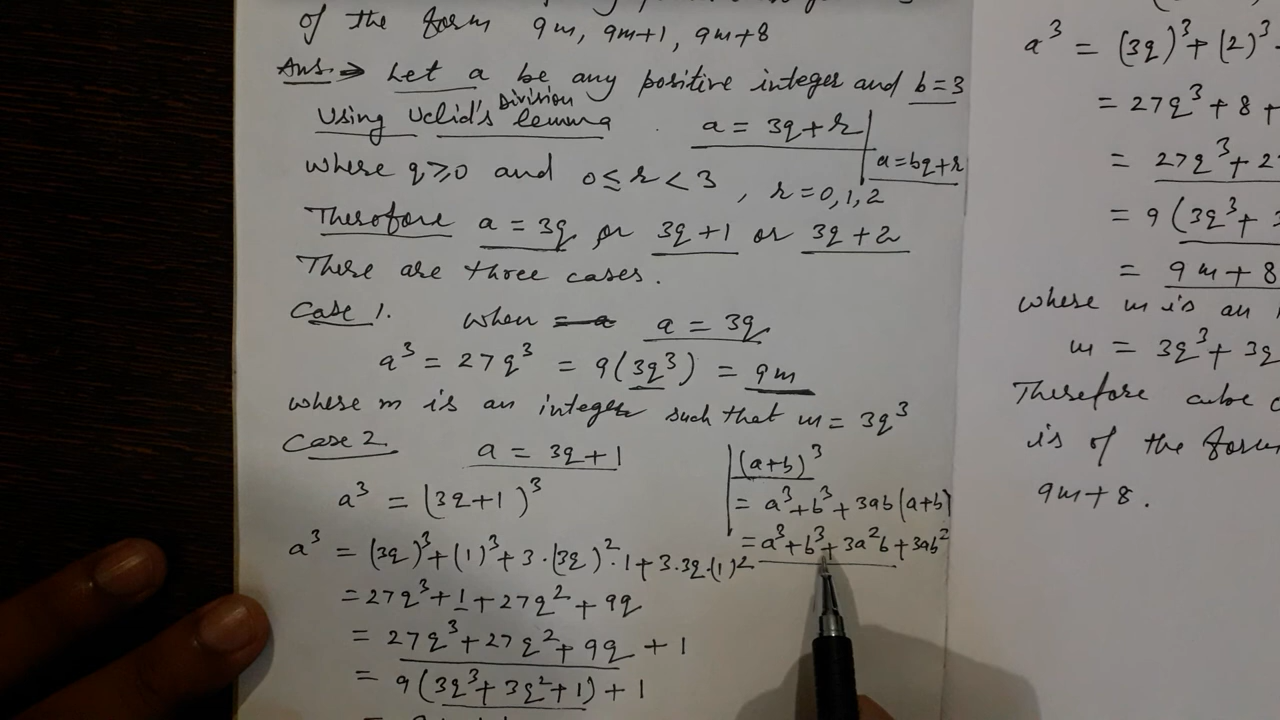 of the form 9m, 9m+1, 9m+8
Ans. → Let a be any positive integer and b=3
Using Uclid's Division lemma . a = 3q+r
a=bq+r
where q⩾0 and 0≤r<3 , r=0,1,2
Therofore a = 3q or 3q+1 or 3q+2
There are three cases.
Case 1. when = a a = 3q
a³ = 27q³ = 9(3q³) = 9m
where m is an integer such that m = 3q³
Case 2 a = 3q+1
a³ = (3q+1)³
a³ = (3q)³+(1)³+3·(3q)²·1+3·3q·(1)²
= 27q³+1+27q²+9q
= 27q³+27q²+9q +1
= 9(3q³+3q²+1)+1
(a+b)³
= a³+b³+3ab(a+b)
= a³+b³+3a²b+3ab²
a³ = (3q)³+(2)³
= 27q³+8+
= 27q³+2
= 9(3q³+3
= 9m+8
where m is an
m = 3q³+3q
Therefore cube
is of the form
9m+8.